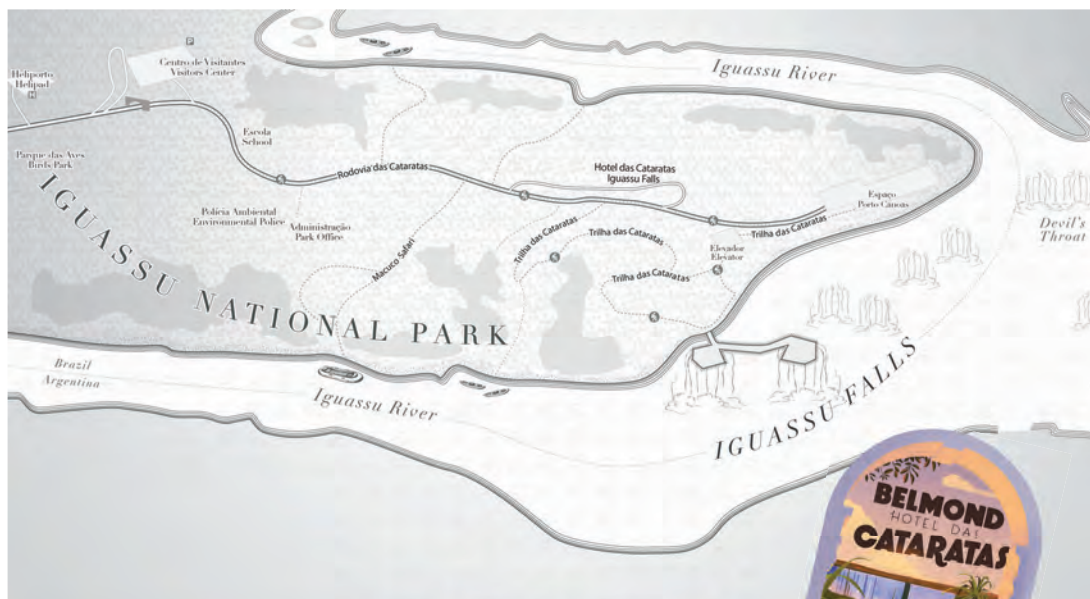 P
Centro de Visitantes
Visitors Center
Heliporto
Helipad
H
Iguassu River
Escola
School
Parque das Aves
Birds Park
Rodovia das Cataratas
Hotel das Cataratas
Iguassu Falls
Espaço
Porto Canoas
Devil's
Throat
Polícia Ambiental
Environmental Police
Administração
Park Office
Macuco Safari
Trilha das Cataratas
Trilha das Cataratas
Trilha das Cataratas
Elevador
Elevator
Trilha das Cataratas
IGUASSU NATIONAL PARK
Brazil
Argentina
Iguassu River
IGUASSU FALLS
BELMOND
HOTEL DAS
CATARATAS